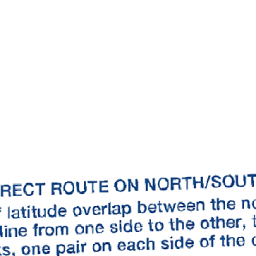 RECT ROUTE ON NORTH/SOUT
latitude overlap between the no
line from one side to the other, t
s, one pair on each side of the